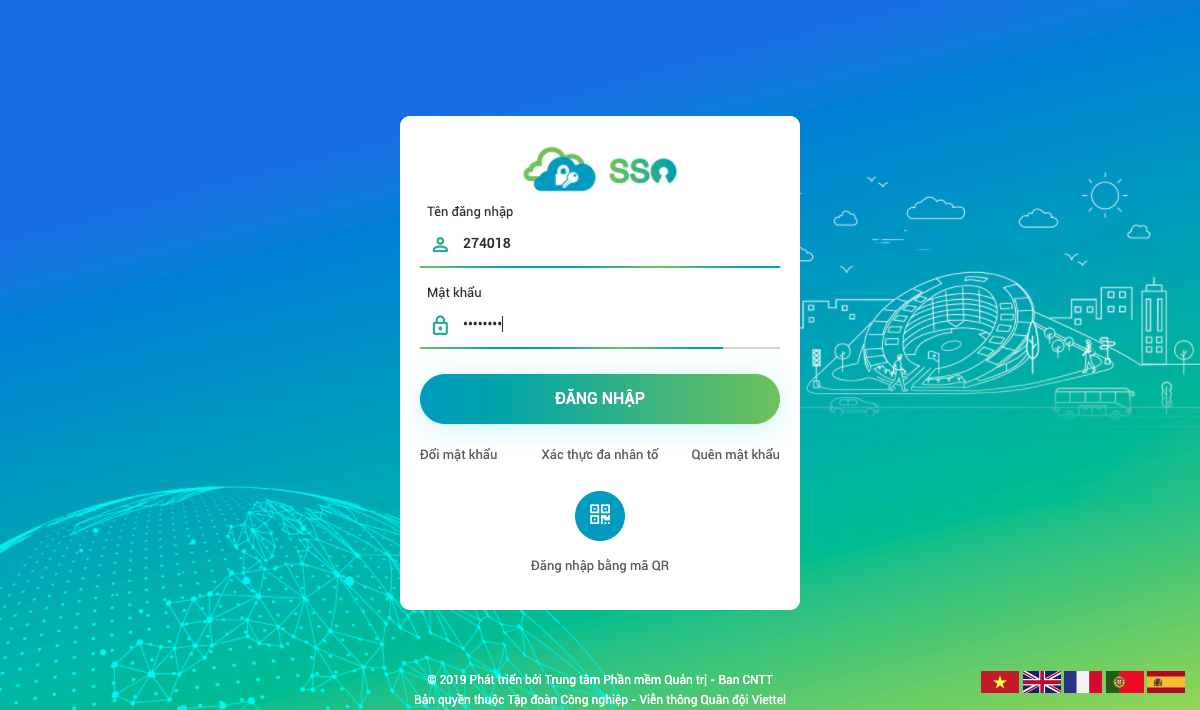 SSO
Tên đăng nhập
274018
Mật khẩu
••••••••
ĐĂNG NHẬP
Đổi mật khẩu Xác thực đa nhân tố Quên mật khẩu
Đăng nhập bằng mã QR
© 2019 Phát triển bởi Trung tâm Phần mềm Quản trị - Ban CNTT
Bản quyền thuộc Tập đoàn Công nghiệp - Viễn thông Quân đội Viettel